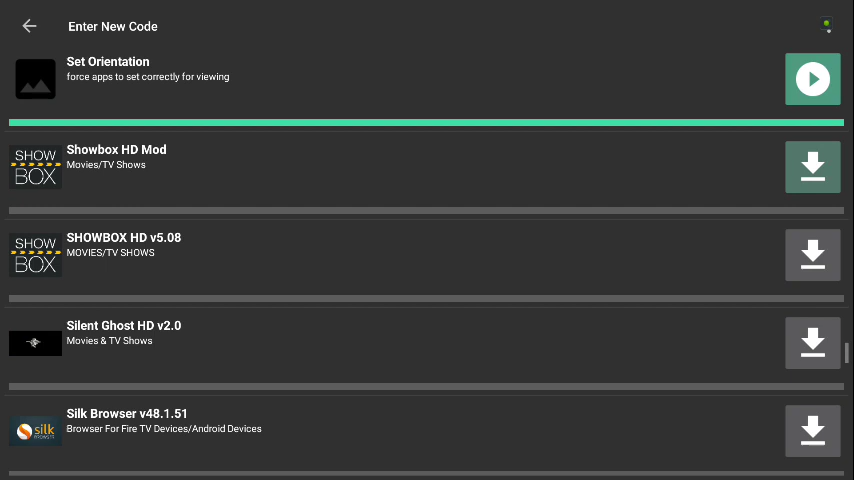 Enter New Code
Set Orientation
force apps to set correctly for viewing
SHOW
BOX
Showbox HD Mod
Movies/TV Shows
SHOW
BOX
SHOWBOX HD v5.08
MOVIES/TV SHOWS
Silent Ghost HD v2.0
Movies & TV Shows
silk
BROWSER
Silk Browser v48.1.51
Browser For Fire TV Devices/Android Devices